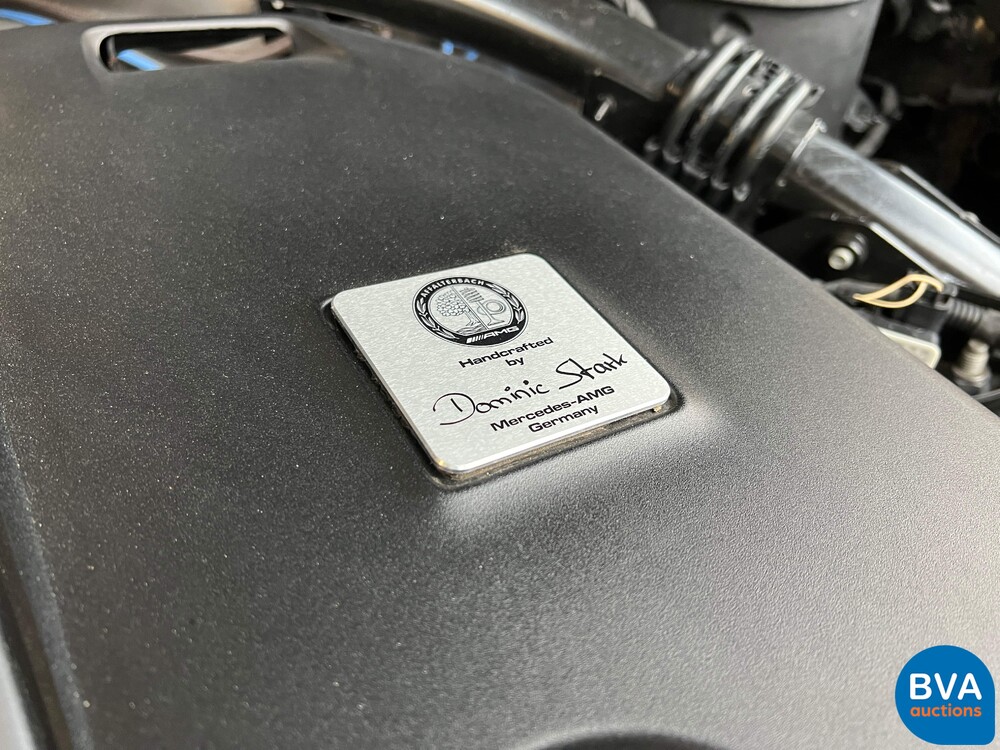 AFFALTERBACH
AMG
Handcrafted
by
Dominic Stark
Mercedes-AMG
Germany
BVA
auctions